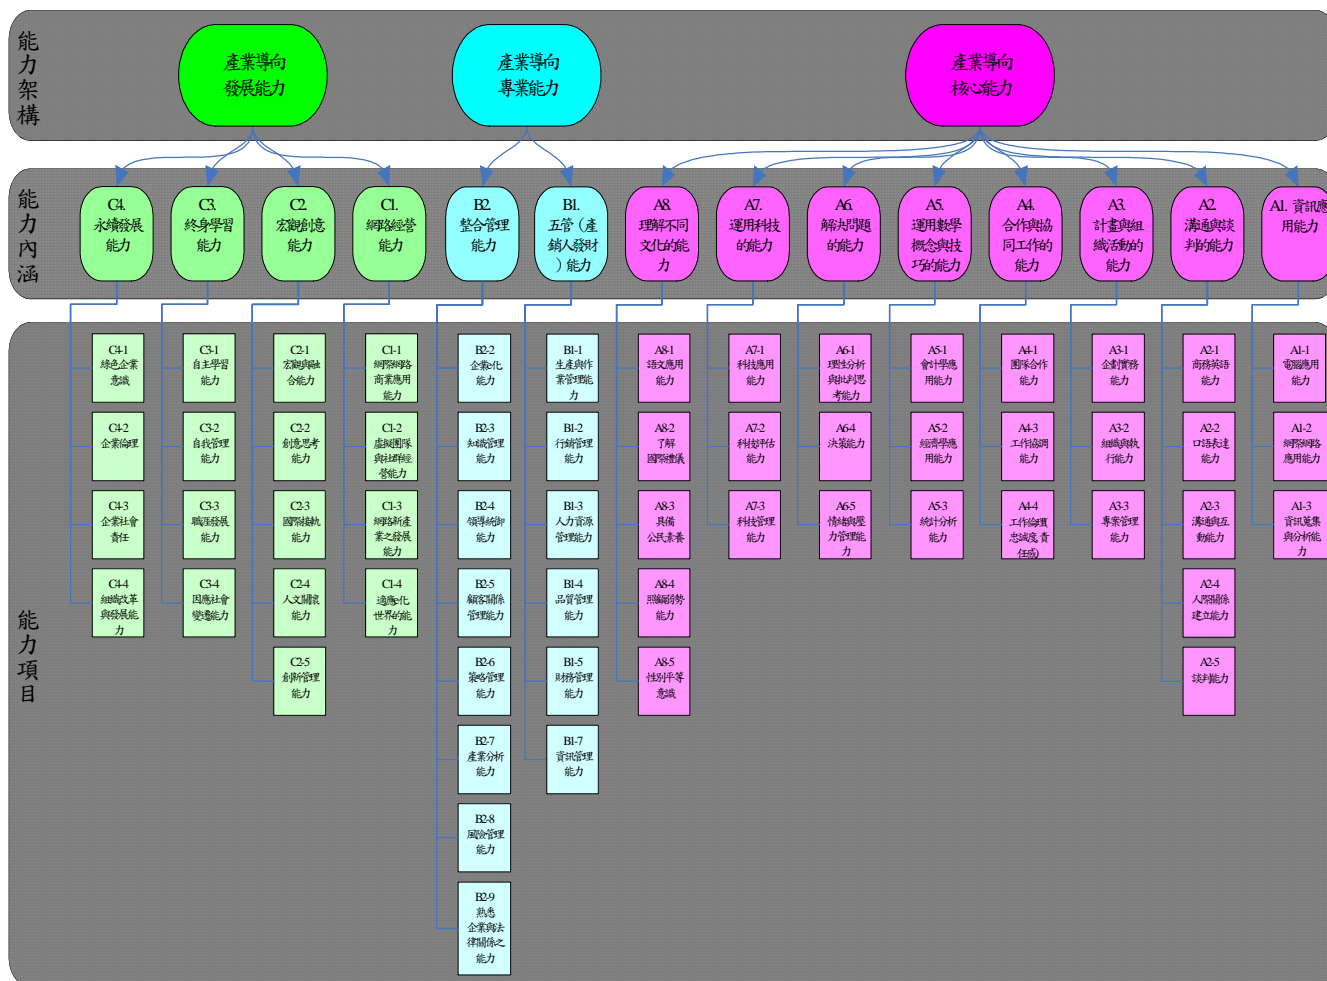 能力架構
產業導向
發展能力
產業導向
專業能力
產業導向
核心能力
能力內涵
C4.
永續發展
能力
C3.
終身學習
能力
C2.
宏觀創意
能力
C1.
網路經營
能力
B2.
整合管理
能力
B1.
五管（產
銷人發財
）能力
A8.
理解不同
文化的能
力
A7.
運用科技
的能力
A6.
解決問題
的能力
A5.
運用數學
概念與技
巧的能力
A4.
合作與協
同工作的
能力
A3.
計畫與組
織活動的
能力
A2.
溝通與談
判的能力
A1. 資訊應
用能力
能力項目
C4-1
綠色企業
意識
C4-2
企業倫理
C4-3
企業社會
責任
C4-4
組織改革
與發展能
力
C3-1
自主學習
能力
C3-2
自我管理
能力
C3-3
職涯發展
能力
C3-4
因應社會
變遷能力
C2-1
宏觀與融
合能力
C2-2
創意思考
能力
C2-3
國際接軌
能力
C2-4
人文關懷
能力
C2-5
創新管理
能力
C1-1
網際網路
商業應用
能力
C1-2
虛擬團隊
與社群經
營能力
C1-3
網路新產
業之發展
能力
C1-4
適應e化
世界的能
力
B2-2
企業e化
能力
B2-3
知識管理
能力
B2-4
領導統御
能力
B2-5
顧客關係
管理能力
B2-6
策略管理
能力
B2-7
產業分析
能力
B2-8
風險管理
能力
B2-9
熟悉
企業與法
律關係之
能力
B1-1
生產與作
業管理能
力
B1-2
行銷管理
能力
B1-3
人力資源
管理能力
B1-4
品質管理
能力
B1-5
財務管理
能力
B1-7
資訊管理
能力
A8-1
語文應用
能力
A8-2
了解
國際禮儀
A8-3
具備
公民素養
A8-4
照顧弱勢
能力
A8-5
性別平等
意識
A7-1
科技應用
能力
A7-2
科技評估
能力
A7-3
科技管理
能力
A6-1
理性分析
與批判思
考能力
A6-4
決策能力
A6-5
情緒與壓
力管理能
力
A5-1
會計學應
用能力
A5-2
經濟學應
用能力
A5-3
統計分析
能力
A4-1
團隊合作
能力
A4-3
工作協調
能力
A4-4
工作倫理(
忠誠度,責
任感)
A3-1
企劃實務
能力
A3-2
組織與執
行能力
A3-3
專案管理
能力
A2-1
商務英語
能力
A2-2
口語表達
能力
A2-3
溝通與互
動能力
A2-4
人際關係
建立能力
A2-5
談判能力
A1-1
電腦應用
能力
A1-2
網際網路
應用能力
A1-3
資訊蒐集
與分析能
力